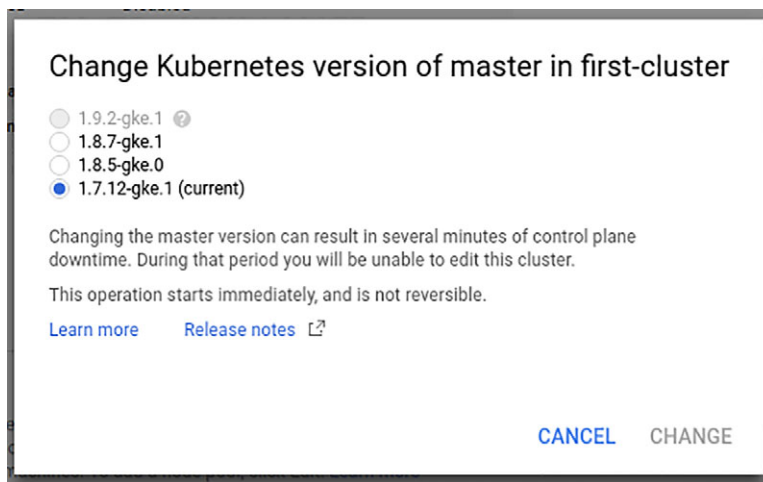 Change Kubernetes version of master in first-cluster
1.9.2-gke.1
1.8.7-gke.1
1.8.5-gke.0
1.7.12-gke.1 (current)
Changing the master version can result in several minutes of control plane
downtime. During that period you will be unable to edit this cluster.
This operation starts immediately, and is not reversible.
Learn more Release notes
CANCEL CHANGE